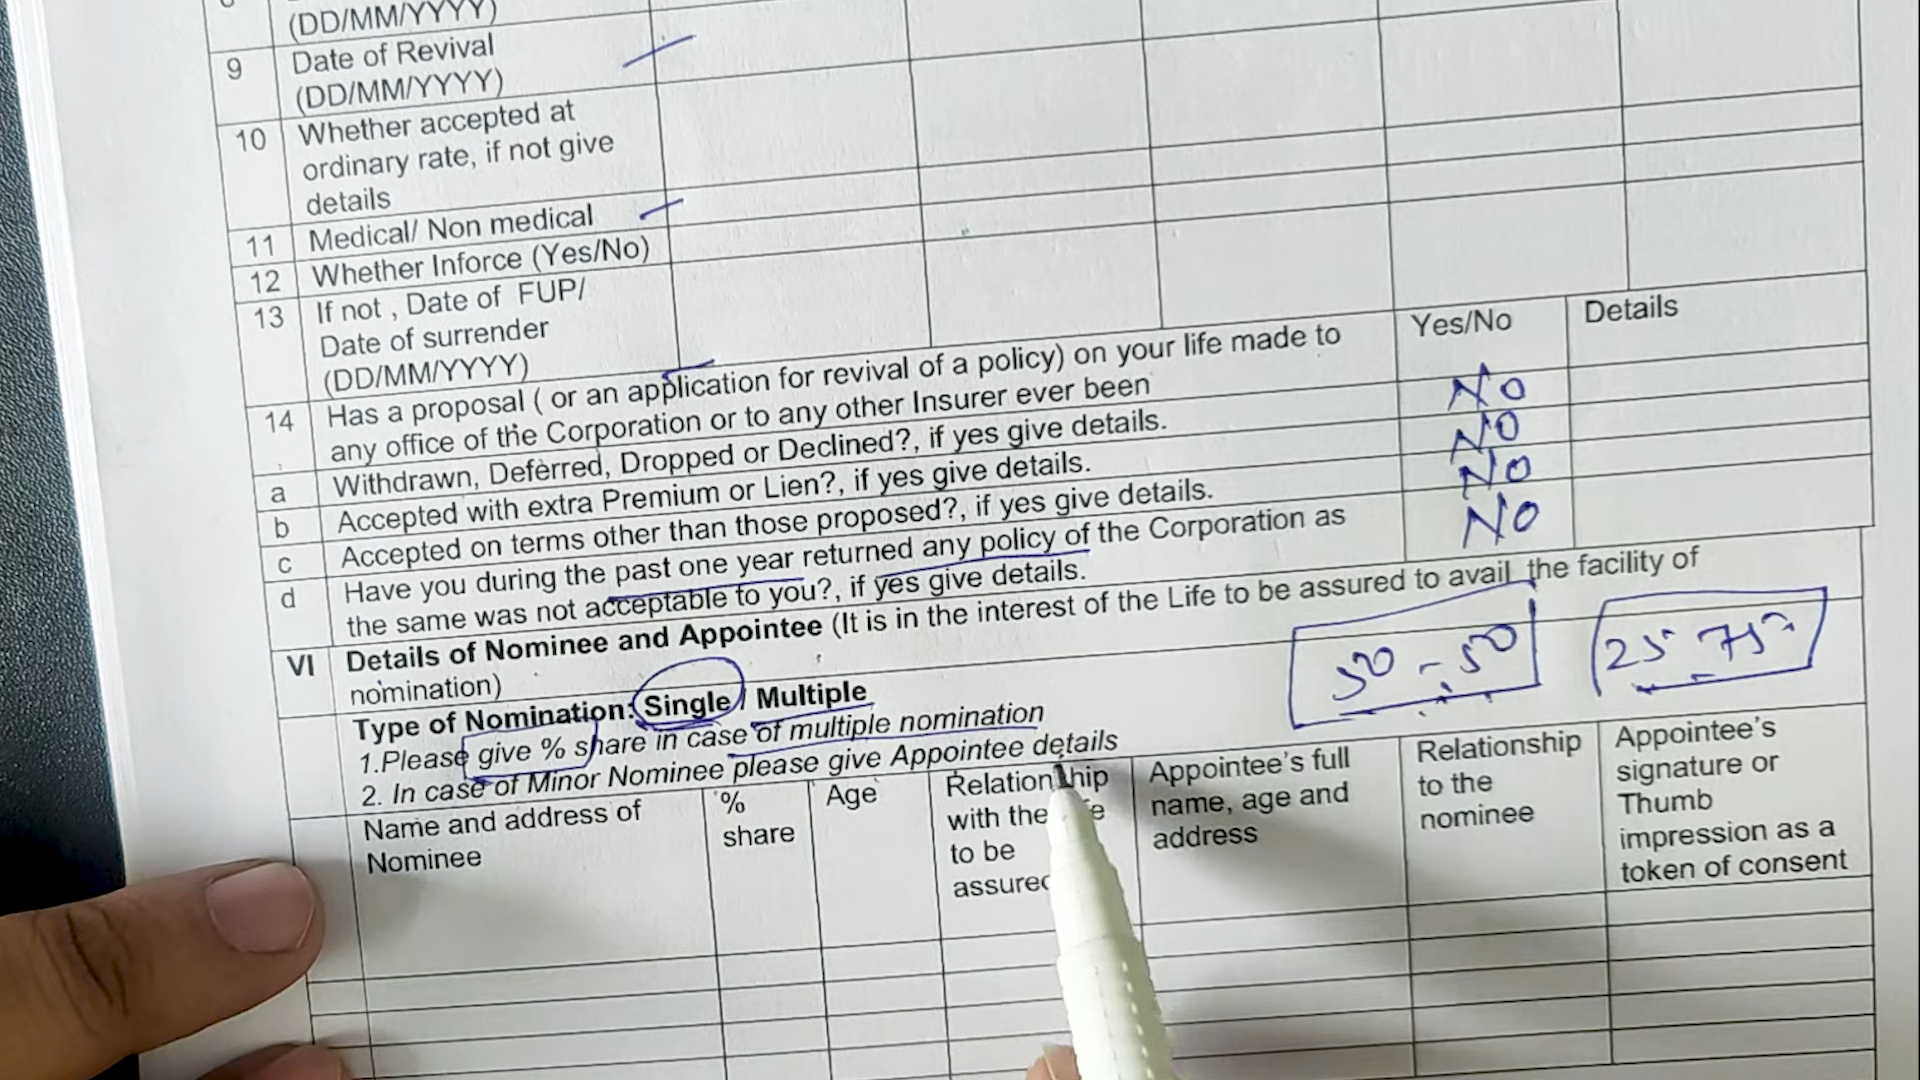 (DD/MM/YYYY)
9 Date of Revival
(DD/MM/YYYY)
10 Whether accepted at
ordinary rate, if not give
details
11 Medical/ Non medical
12 Whether Inforce (Yes/No)
13 If not , Date of FUP/
Date of surrender
(DD/MM/YYYY)
14 Has a proposal ( or an application for revival of a policy) on your life made to
any office of the Corporation or to any other Insurer ever been
Yes/No
Details
a Withdrawn, Deferred, Dropped or Declined?, if yes give details.
No
b Accepted with extra Premium or Lien?, if yes give details.
No
c Accepted on terms other than those proposed?, if yes give details.
No
d Have you during the past one year returned any policy of the Corporation as
the same was not acceptable to you?, if yes give details.
No
VI Details of Nominee and Appointee (It is in the interest of the Life to be assured to avail the facility of
nomination)
Type of Nomination: Single / Multiple
50 - 50
25 75
1.Please give % share in case of multiple nomination
2. In case of Minor Nominee please give Appointee details
Name and address of
Nominee
%
share
Age
Relationship
with the
to be
assured
Appointee's full
name, age and
address
Relationship
to the
nominee
Appointee's
signature or
Thumb
impression as a
token of consent